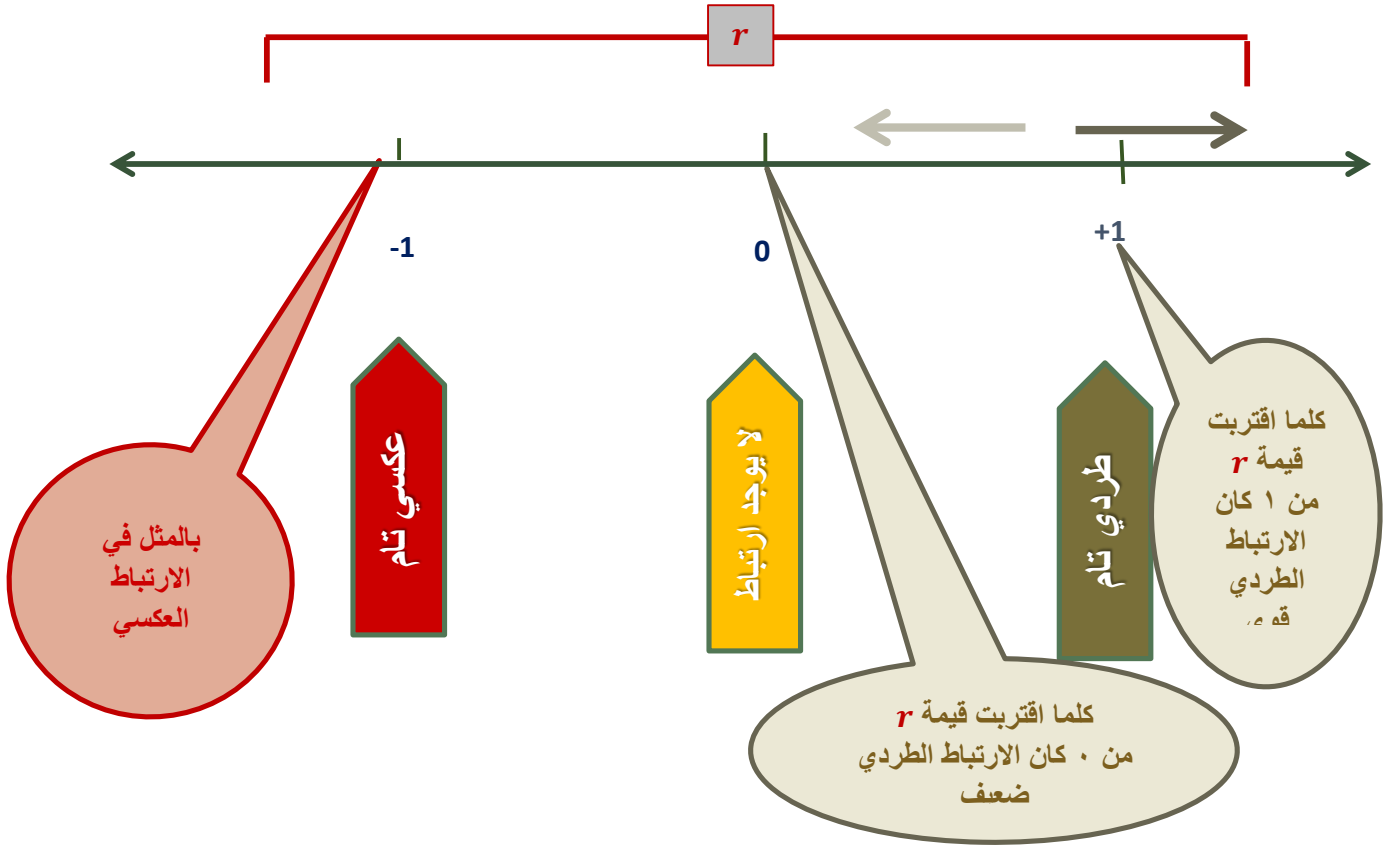 r
-1
0
+1
عكسي تام
لا يوجد ارتباط
طردي تام
كلما اقتربت
قيمة r
من ١ كان
الارتباط
الطردي
قوي
كلما اقتربت قيمة r
من ٠ كان الارتباط الطردي
ضعيف
بالمثل في
الارتباط
العكسي